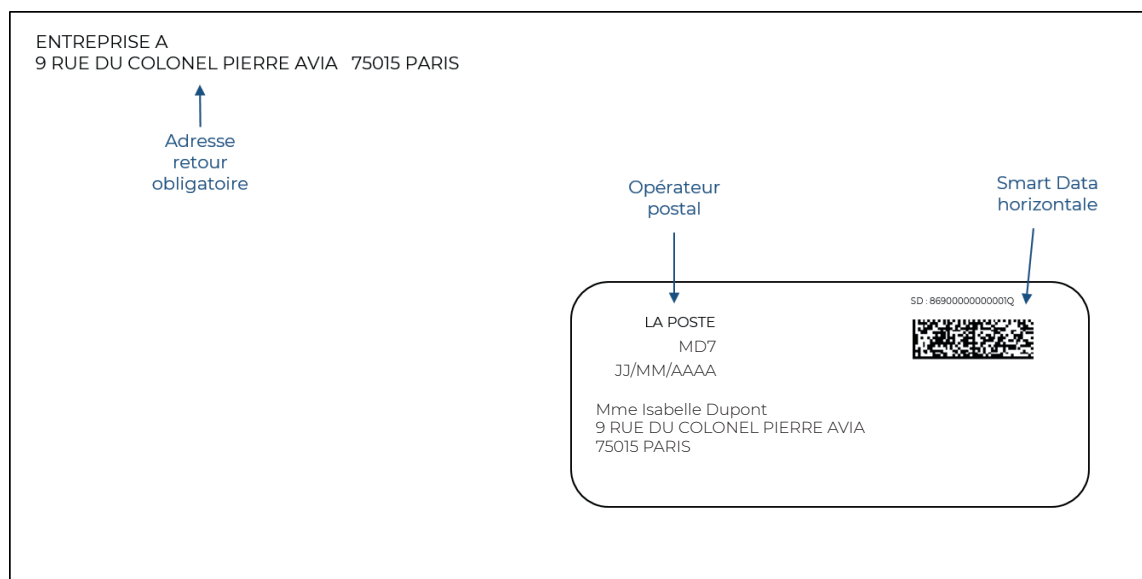 ENTREPRISE A
9 RUE DU COLONEL PIERRE AVIA 75015 PARIS
Adresse
retour
obligatoire
Opérateur
postal
Smart Data
horizontale
SD : 86900000000001Q
LA POSTE
MD7
JJ/MM/AAAA
Mme Isabelle Dupont
9 RUE DU COLONEL PIERRE AVIA
75015 PARIS